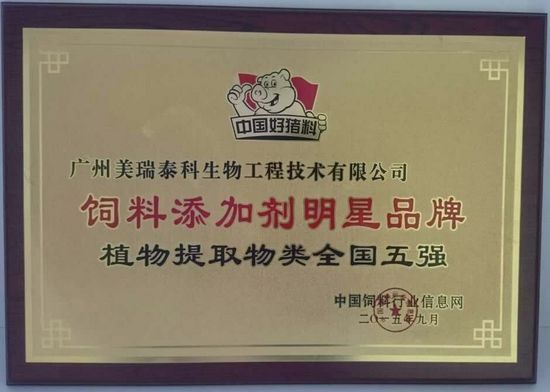 中国好猪料
广州美瑞泰科生物工程技术有限公司
饲料添加剂明星品牌
植物提取物类全国五强
中国饲料行业信息网
二〇一五年九月